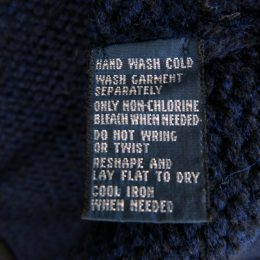 HAND WASH COLD
WASH GARMENT
SEPARATELY
ONLY NON-CHLORINE
BLEACH WHEN NEEDED
DO NOT WRING
OR TWIST
RESHAPE AND
LAY FLAT TO DRY
COOL IRON
WHEN NEEDED